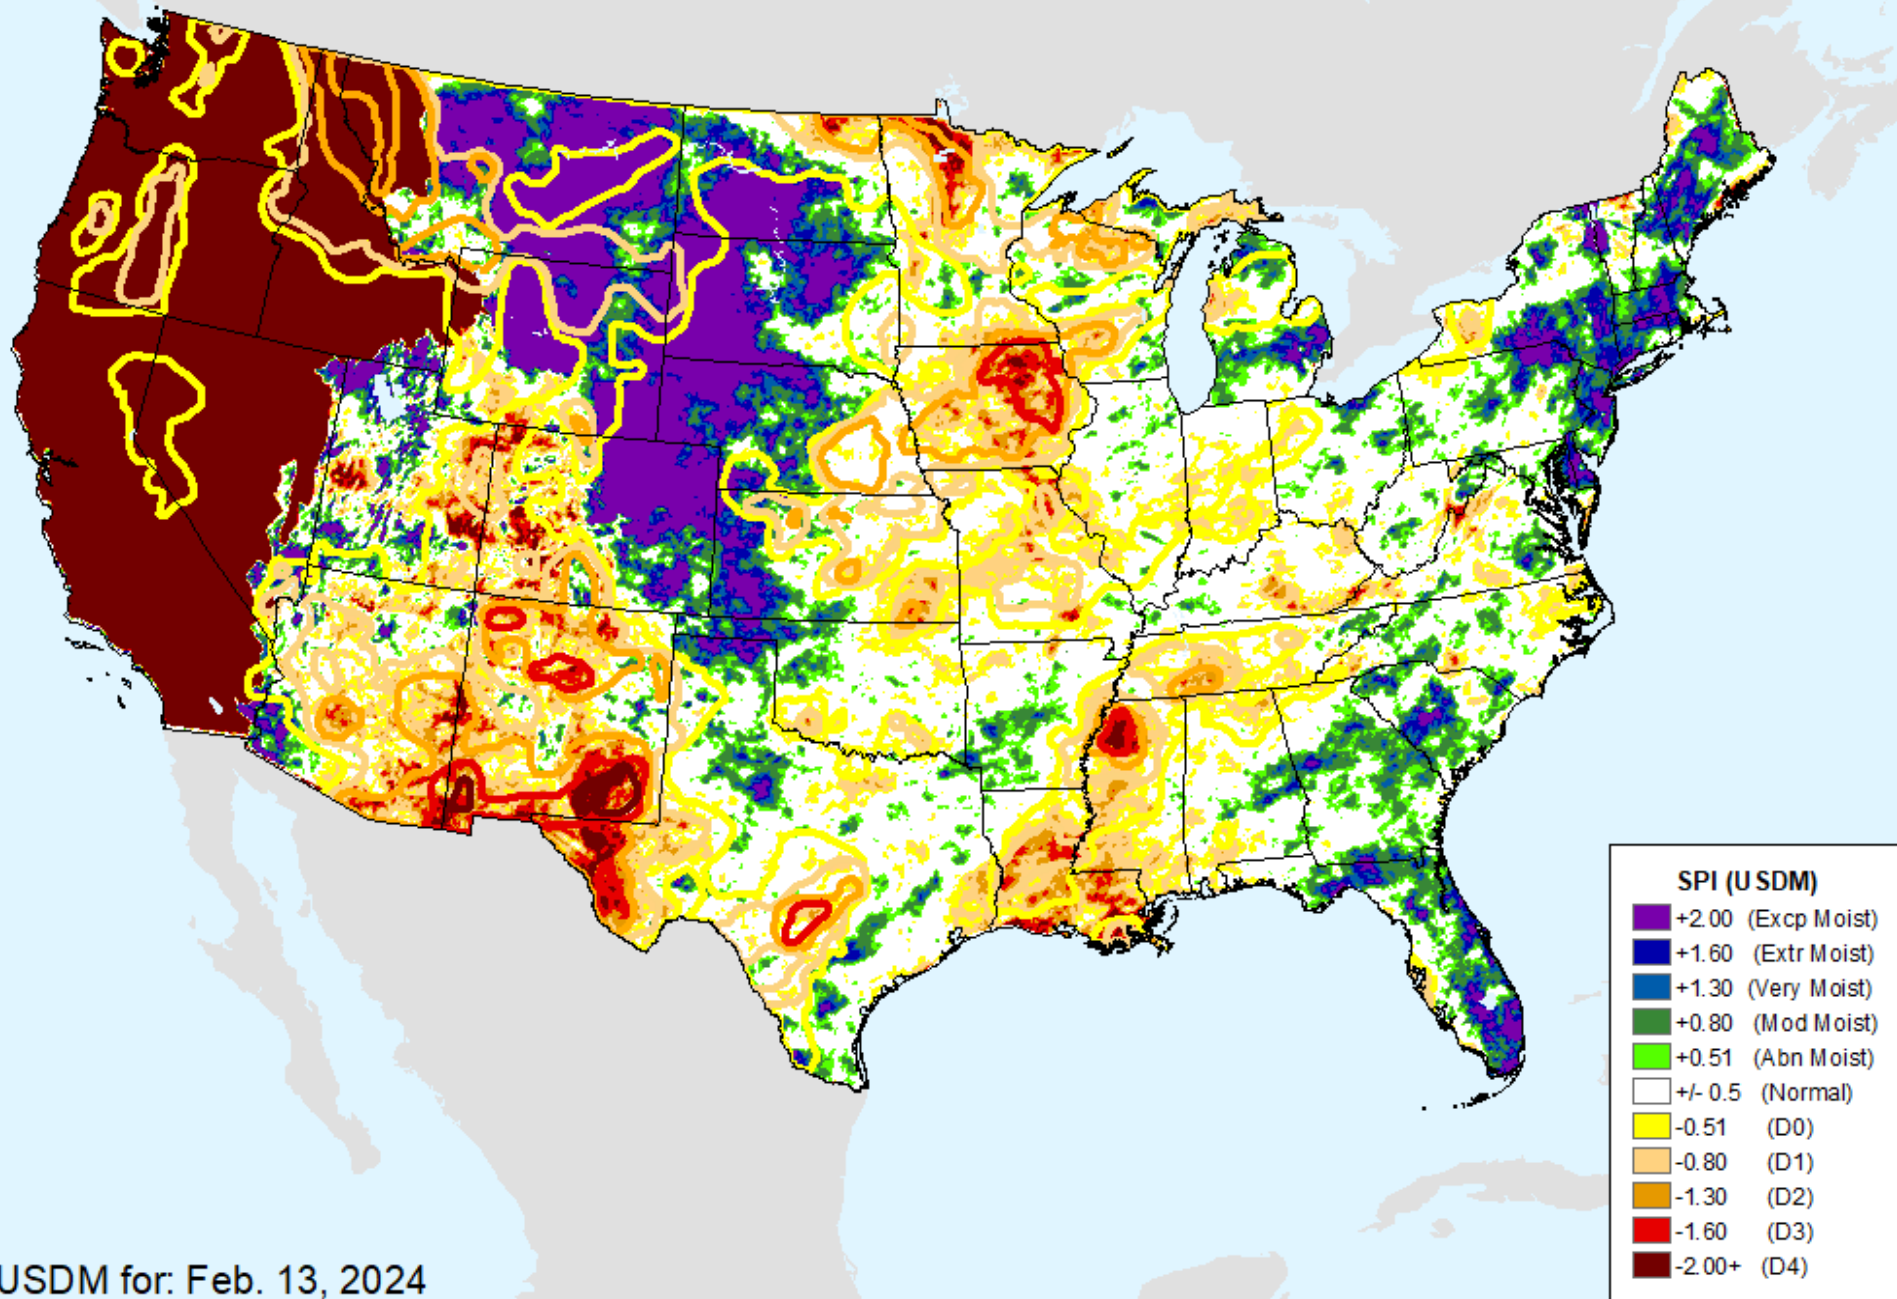 SPI (USDM)
+2.00 (Excp Moist)
+1.60 (Extr Moist)
+1.30 (Very Moist)
+0.80 (Mod Moist)
+0.51 (Abn Moist)
+/- 0.5 (Normal)
-0.51 (D0)
-0.80 (D1)
-1.30 (D2)
-1.60 (D3)
-2.00+ (D4)
USDM for: Feb. 13, 2024